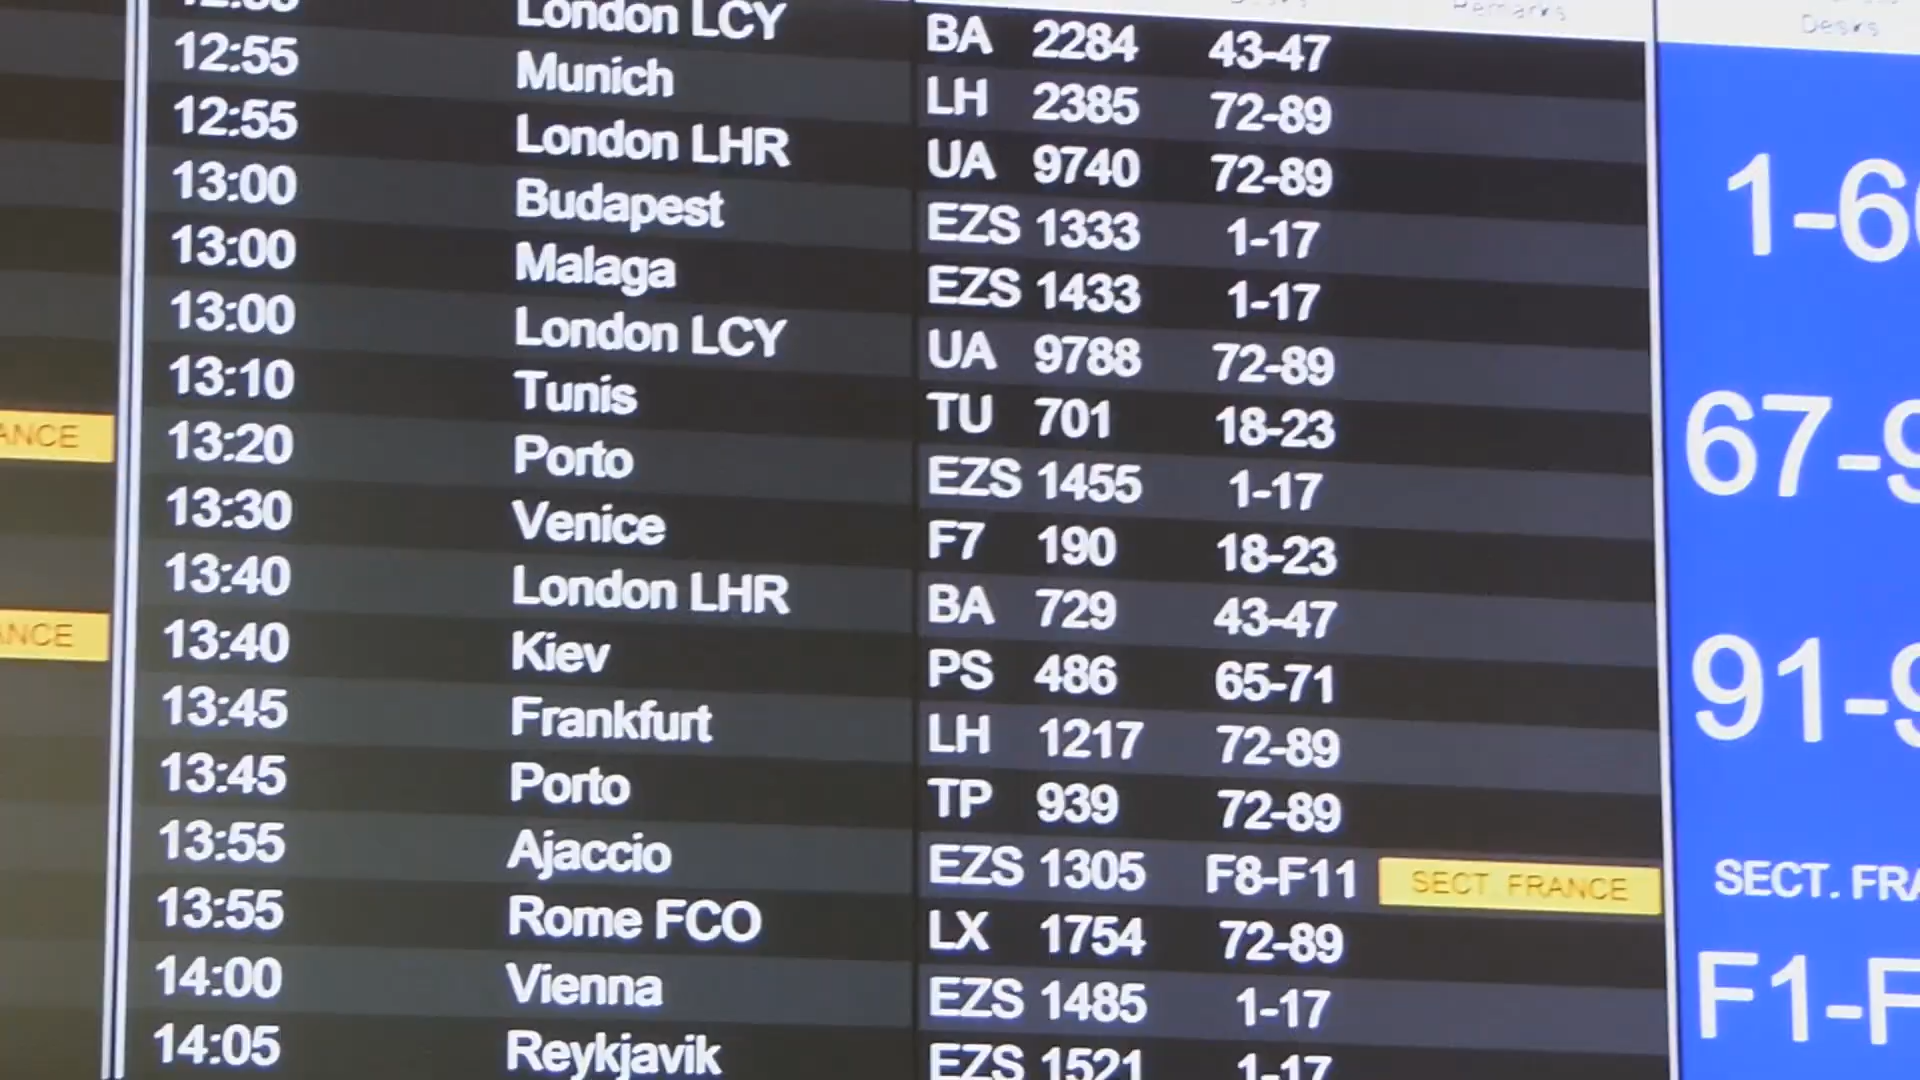 Remarks
Desks
London LCY BA 2284 43-47
12:55 Munich LH 2385 72-89
12:55 London LHR UA 9740 72-89
13:00 Budapest EZS 1333 1-17
13:00 Malaga EZS 1433 1-17
13:00 London LCY UA 9788 72-89
13:10 Tunis TU 701 18-23
13:20 Porto EZS 1455 1-17
13:30 Venice F7 190 18-23
13:40 London LHR BA 729 43-47
13:40 Kiev PS 486 65-71
13:45 Frankfurt LH 1217 72-89
13:45 Porto TP 939 72-89
13:55 Ajaccio EZS 1305 F8-F11 SECT. FRANCE
13:55 Rome FCO LX 1754 72-89
14:00 Vienna EZS 1485 1-17
14:05 Reykjavik EZS 1521 1-17
ANCE
ANCE
1-6
67-9
91-9
SECT. FRA
F1-F